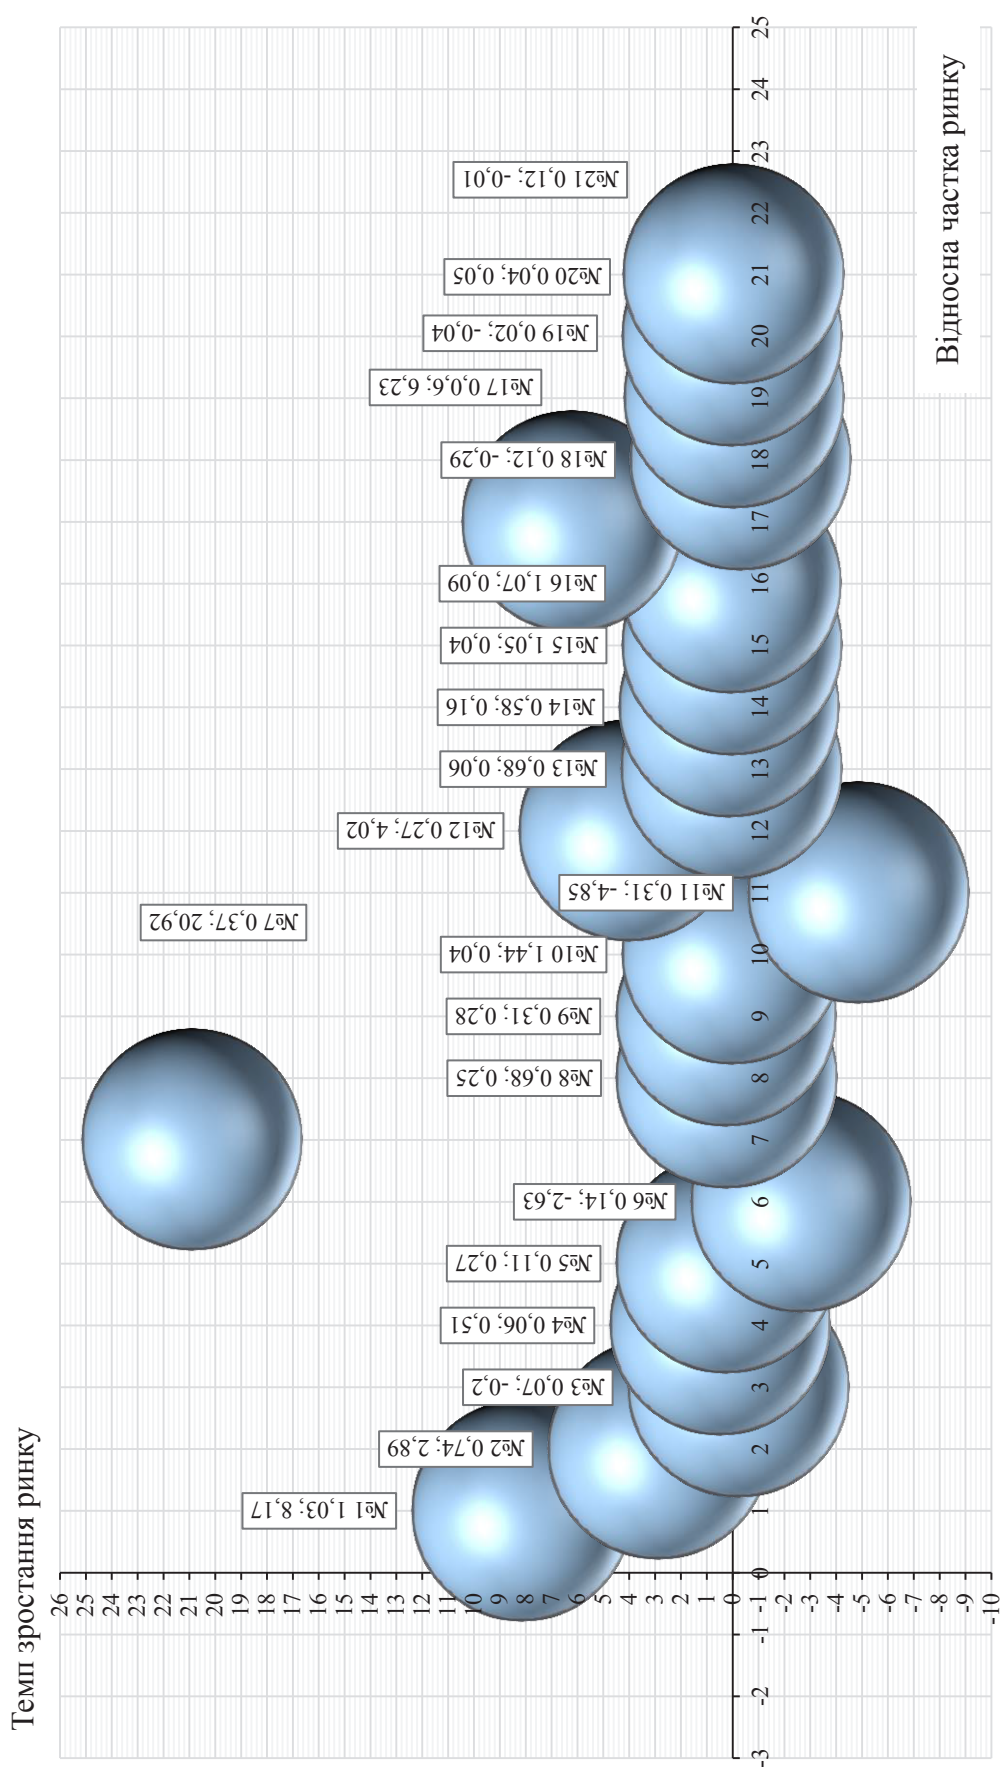 Темп зростання ринку
26
25
24
23
22
21
20
19
18
17
16
15
14
13
12
11
10
9
8
7
6
5
4
3
2
1
0
-1
-2
-3
-4
-5
-6
-7
-8
-9
-10
-3
-2
-1
0
1
2
3
4
5
6
7
8
9
10
11
12
13
14
15
16
17
18
19
20
21
22
23
24
25
№1 1,03; 8,17
№2 0,74; 2,89
№3 0,07; -0,2
№4 0,06; 0,51
№5 0,11; 0,27
№6 0,14; -2,63
№7 0,37; 20,92
№8 0,68; 0,25
№9 0,31; 0,28
№10 1,44; 0,04
№11 0,31; -4,85
№12 0,27; 4,02
№13 0,68; 0,06
№14 0,58; 0,16
№15 1,05; 0,04
№16 1,07; 0,09
№18 0,12; -0,29
№17 0,0,6; 6,23
№19 0,02; -0,04
№20 0,04; 0,05
№21 0,12; -0,01
Відносна частка ринку